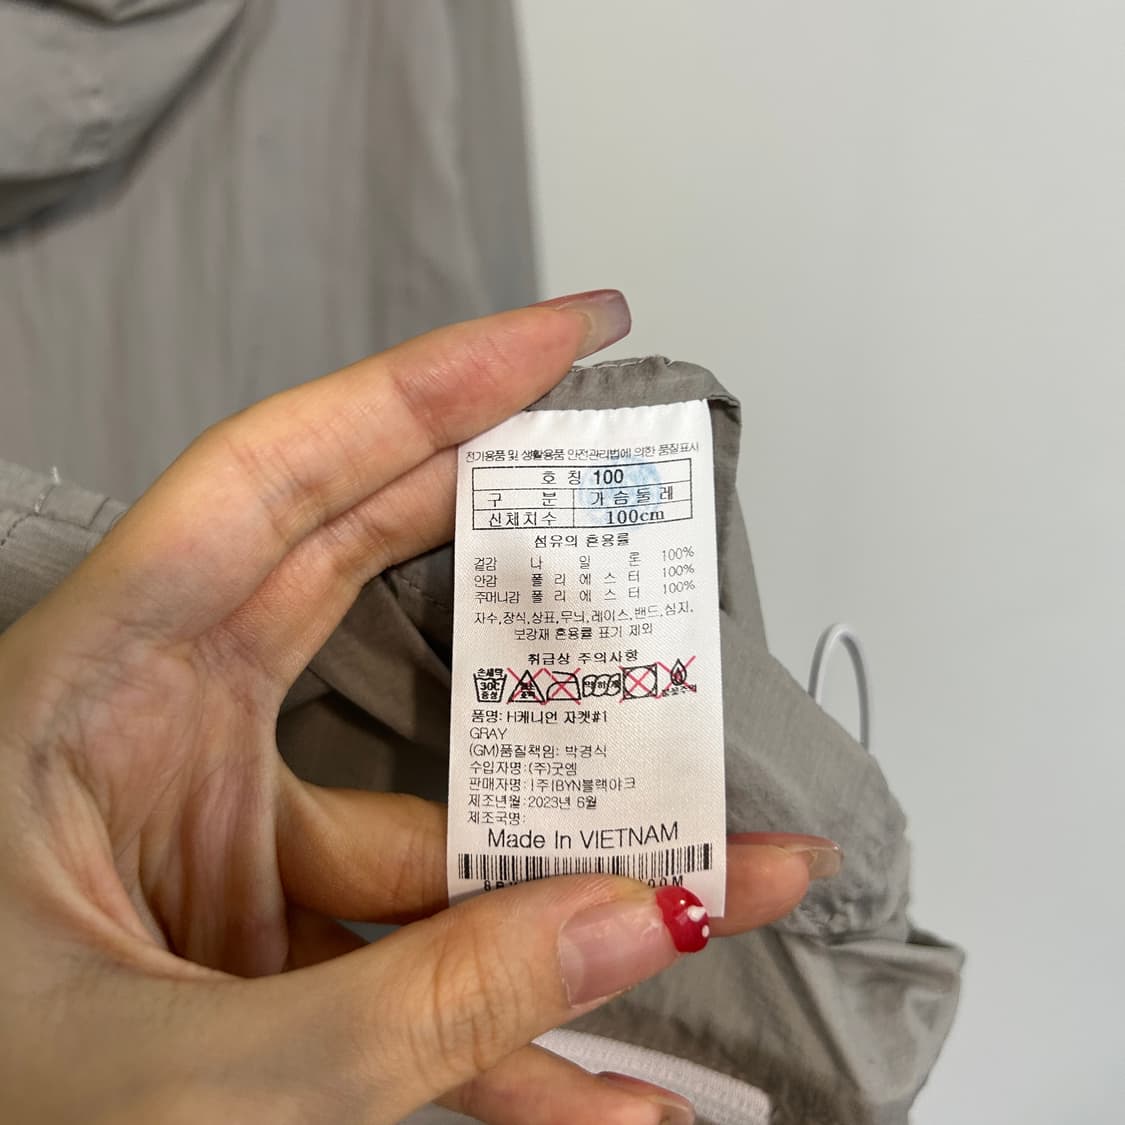 전기용품 및 생활용품 안전관리법에 의한 품질표시
호 칭 100
구 분 가 슴 둘 레
신체치수 100cm
섬유의 혼용률
겉감 나 일 론 100%
안감 폴 리 에 스 터 100%
주머니감 폴 리 에 스 터 100%
자수,장식,상표,무늬,레이스,밴드,심지,
보강재 혼용률 표기 제외
취급상 주의사항
손세탁
30℃
중성
품명: H케니언 자켓#1
GRAY
(GM)품질책임: 박경식
수입자명:(주)굿엠
판매자명:(주)BYN블랙야크
제조년월:2023년 6월
제조국명:
Made In VIETNAM